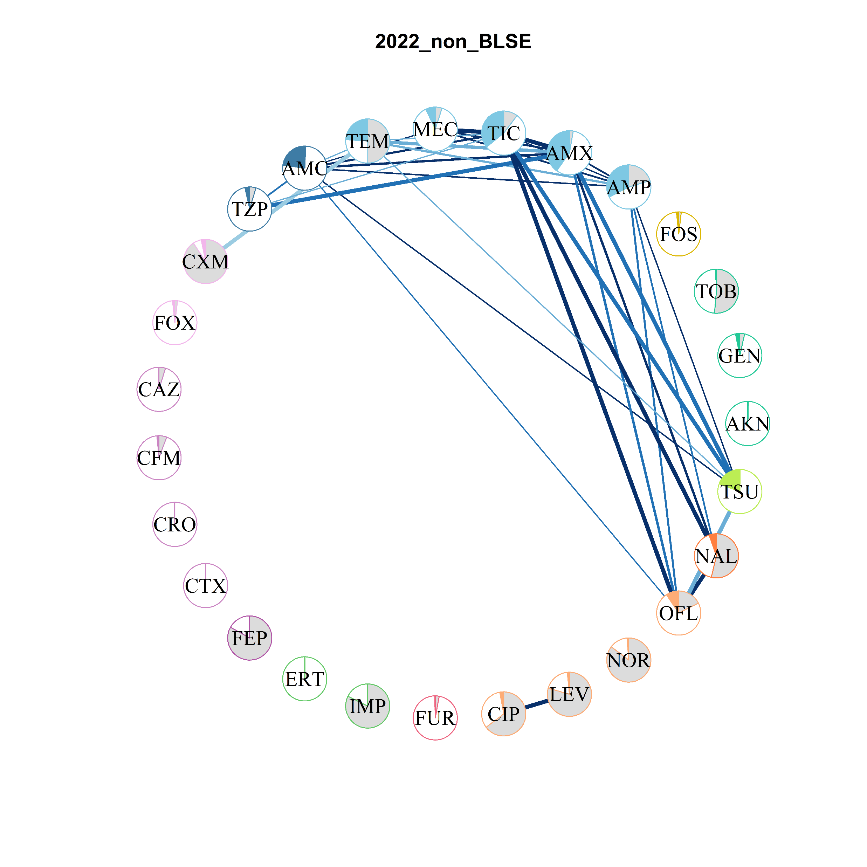 2022_non_BLSE
MEC
TIC
TEM
AMX
AMC
AMP
TZP
FOS
CXM
TOB
FOX
GEN
CAZ
AKN
CFM
TSU
CRO
NAL
CTX
OFL
FEP
NOR
ERT
LEV
IMP
CIP
FUR